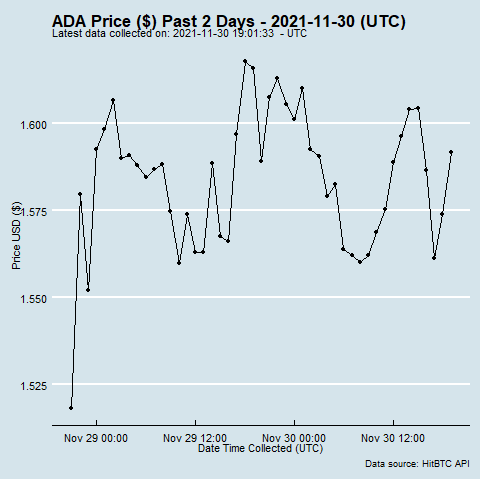 ADA Price ($) Past 2 Days - 2021-11-30 (UTC)
Latest data collected on: 2021-11-30 19:01:33  - UTC
Price USD ($)
1.600
1.575
1.550
1.525
Nov 29 00:00 Nov 29 12:00 Nov 30 00:00 Nov 30 12:00
Date Time Collected (UTC)
Data source: HitBTC API